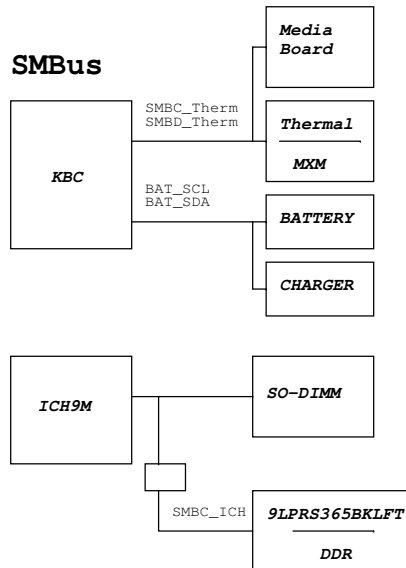 Media
Board
SMBus
SMBC_Therm
SMBD_Therm
Thermal
MXM
KBC
BAT_SCL
BAT_SDA
BATTERY
CHARGER
ICH9M
SO-DIMM
SMBC_ICH
9LPRS365BKLFT
DDR